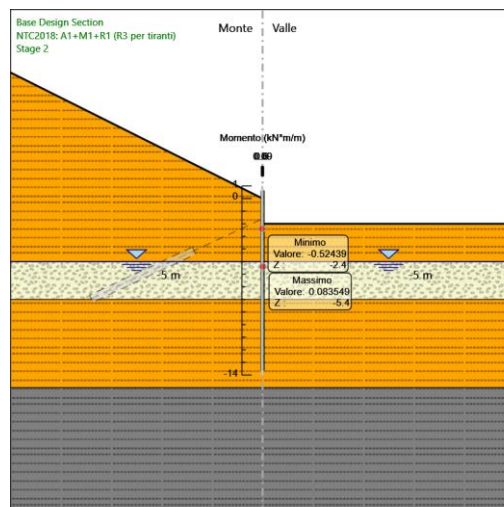 Base Design Section
NTC2018: A1+M1+R1 (R3 per tiranti)
Stage 2
Monte Valle
Momento (kN*m/m)
0
Minimo
Valore: -0.52439
Z : -2.4
-5 m
-5 m
Massimo
Valore: 0.083549
Z : -5.4
-14